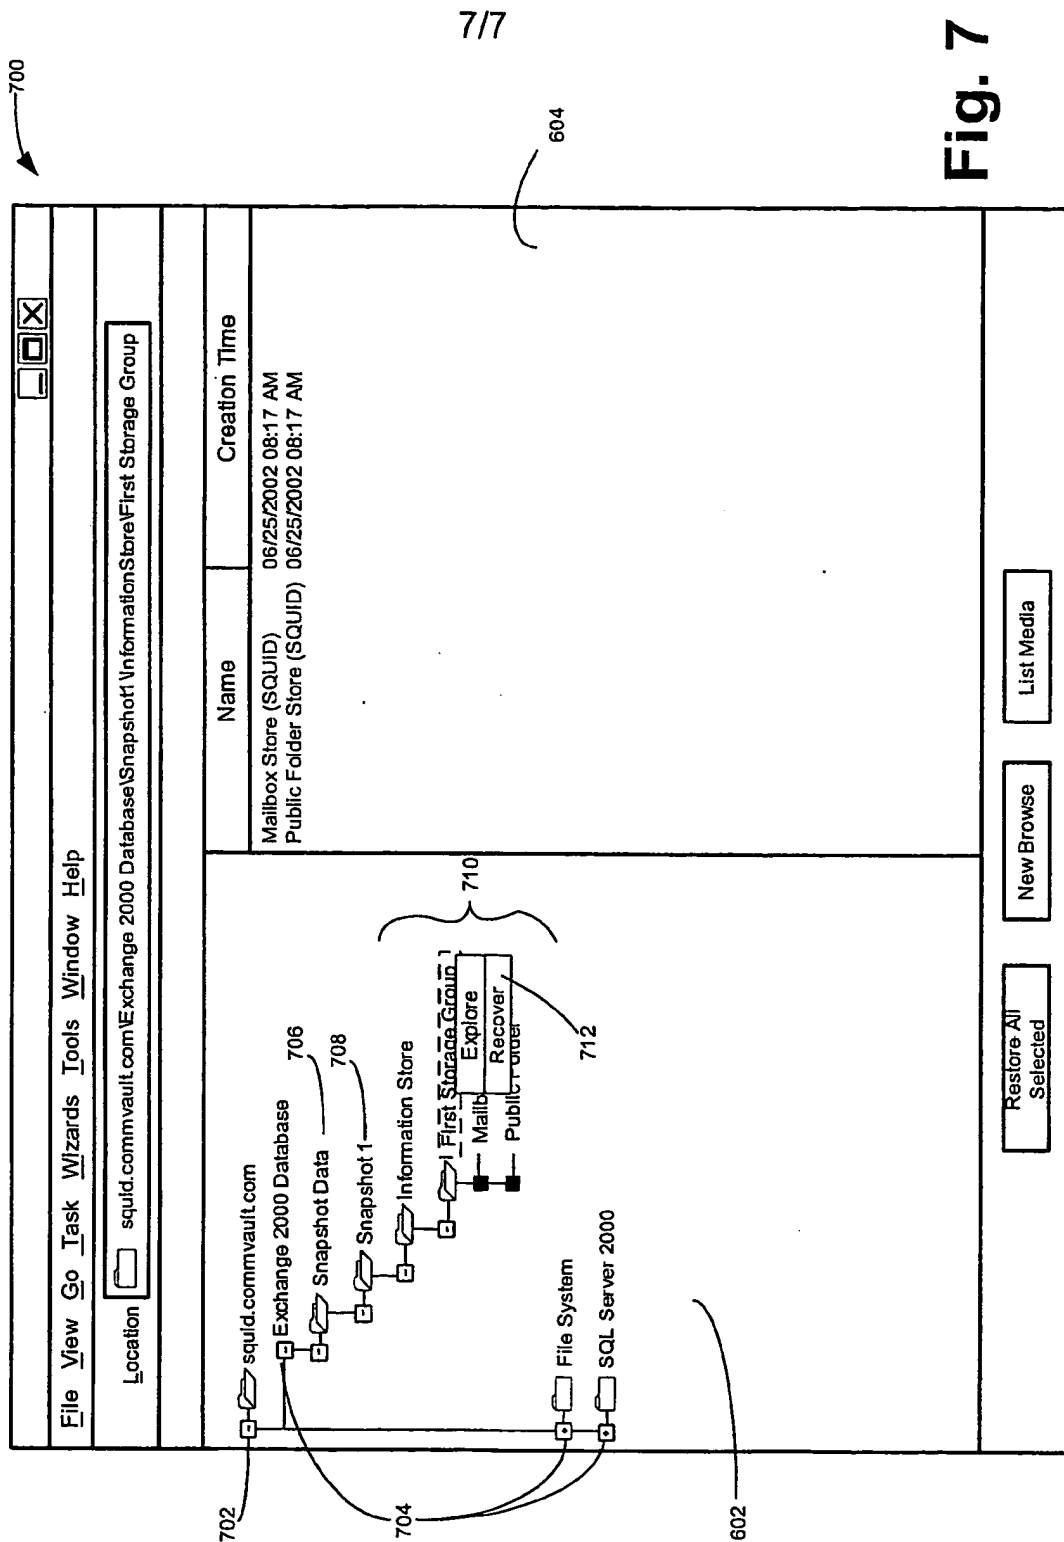 7/7
700
File View Go Task Wizards Tools Window Help
Location squid.commvault.com\Exchange 2000 Database\Snapshot1\InformationStore\First Storage Group
Name Creation Time
Mailbox Store (SQUID) 06/25/2002 08:17 AM
Public Folder Store (SQUID) 06/25/2002 08:17 AM
702
squid.commvault.com
704
Exchange 2000 Database
Snapshot Data
706
Snapshot 1
708
Information Store
First Storage Group
710
Explore
Mailb
Recover
Public Folder
712
File System
SQL Server 2000
602
604
Restore All
Selected
New Browse
List Media
Fig. 7